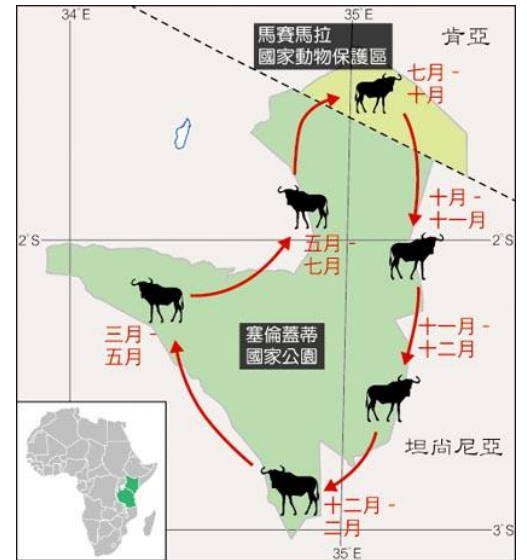 34°E
35°E
馬賽馬拉
國家動物保護區
肯亞
七月 -
十月
十月 -
十一月
2°S
2°S
五月 -
七月
三月 -
五月
塞倫蓋蒂
國家公園
十一月 -
十二月
坦尚尼亞
十二月 -
二月
3°S
35°E